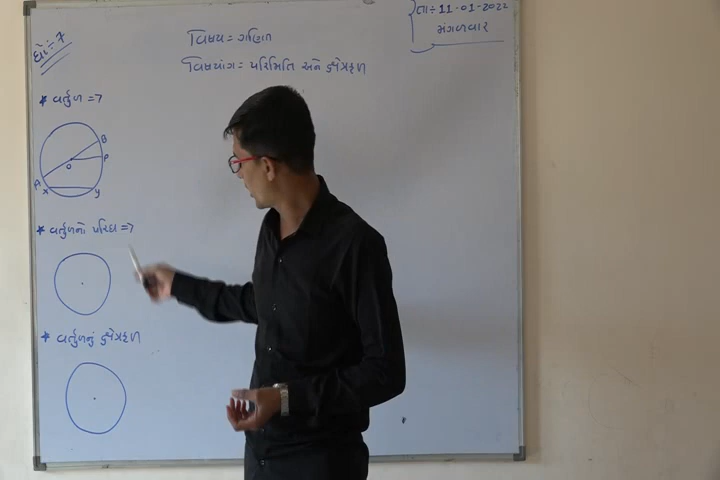 ધોઃ-7
તાઃ- 11-01-2022
મંગળવાર
વિષય = ગણિત
વિષયાંગ = પરિમિતિ અને ક્ષેત્રફળ
* વર્તુળ =>
B
O
P
A
X
Y
* વર્તુળનો પરિઘ =>
* વર્તુળનું ક્ષેત્રફળ